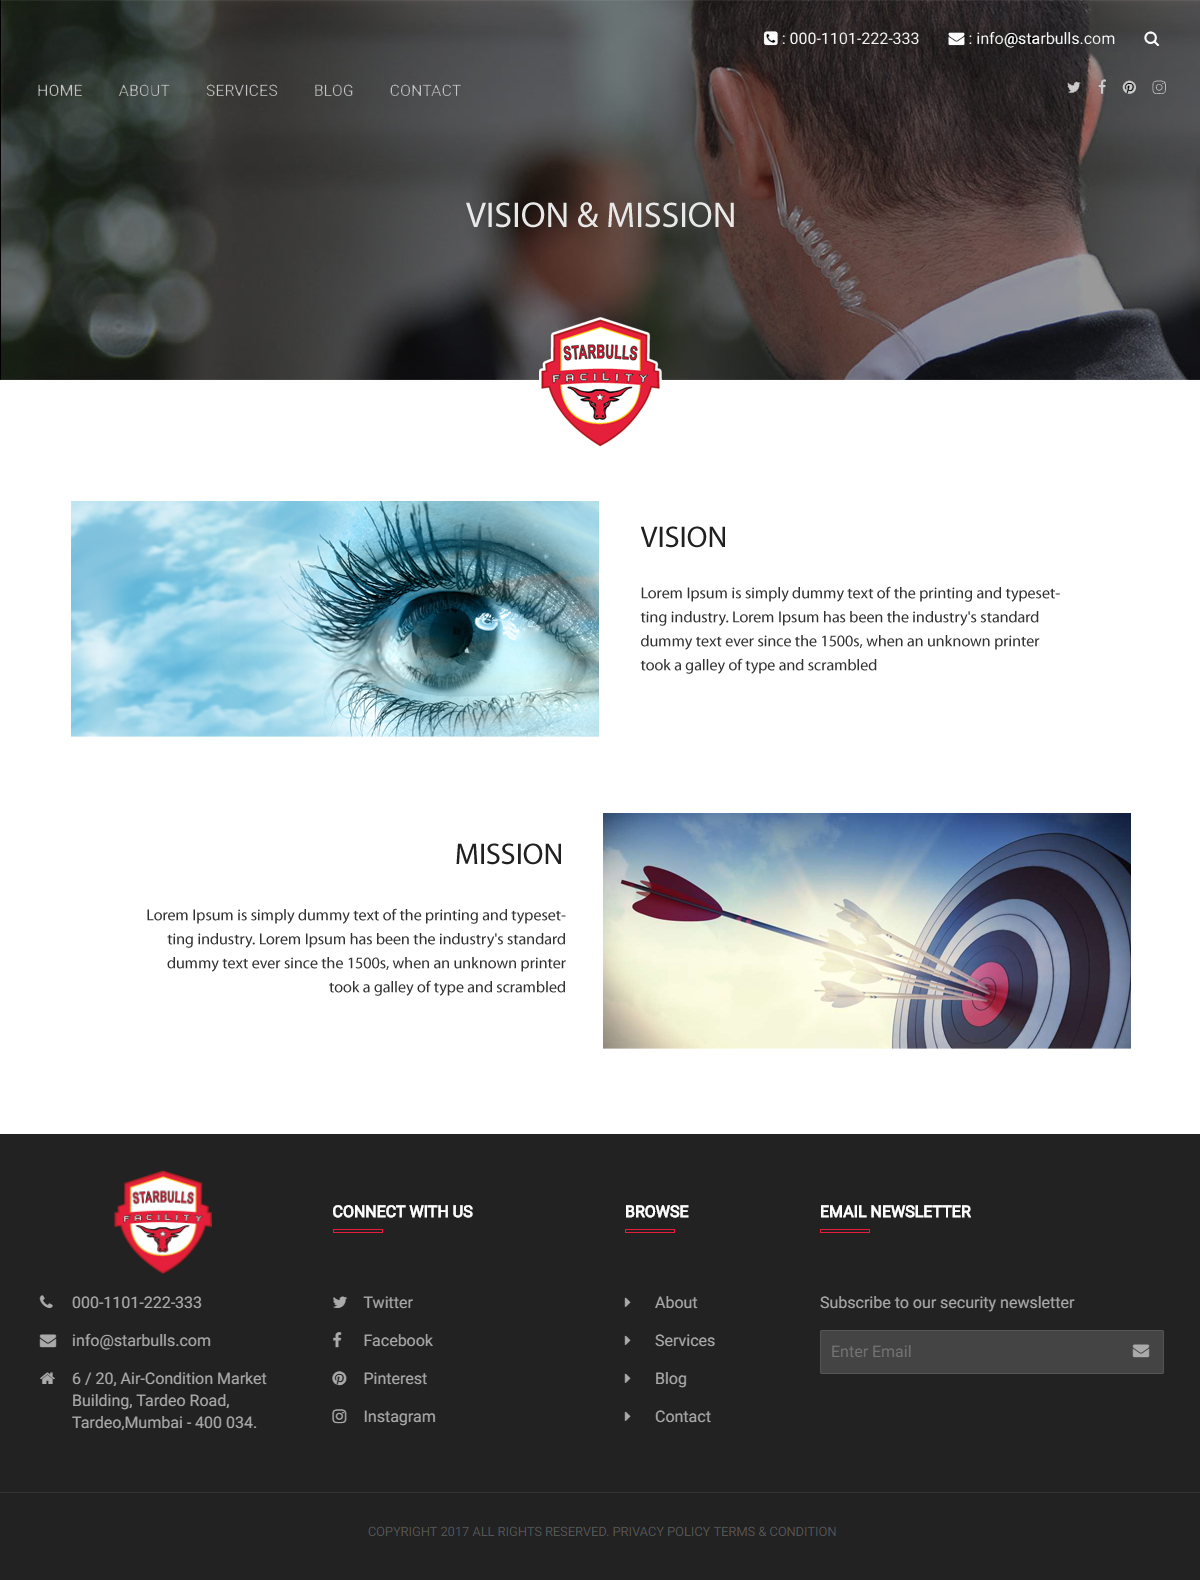 : 000-1101-222-333
: info@starbulls.com
HOME ABOUT SERVICES BLOG CONTACT
VISION & MISSION
STARBULLS
FACILITY
VISION
Lorem Ipsum is simply dummy text of the printing and typeset-
ting industry. Lorem Ipsum has been the industry's standard
dummy text ever since the 1500s, when an unknown printer
took a galley of type and scrambled
MISSION
Lorem Ipsum is simply dummy text of the printing and typeset-
ting industry. Lorem Ipsum has been the industry's standard
dummy text ever since the 1500s, when an unknown printer
took a galley of type and scrambled
STARBULLS
FACILITY
000-1101-222-333
info@starbulls.com
6 / 20, Air-Condition Market
Building, Tardeo Road,
Tardeo,Mumbai - 400 034.
CONNECT WITH US
Twitter
Facebook
Pinterest
Instagram
BROWSE
About
Services
Blog
Contact
EMAIL NEWSLETTER
Subscribe to our security newsletter
Enter Email
COPYRIGHT 2017 ALL RIGHTS RESERVED. PRIVACY POLICY TERMS & CONDITION